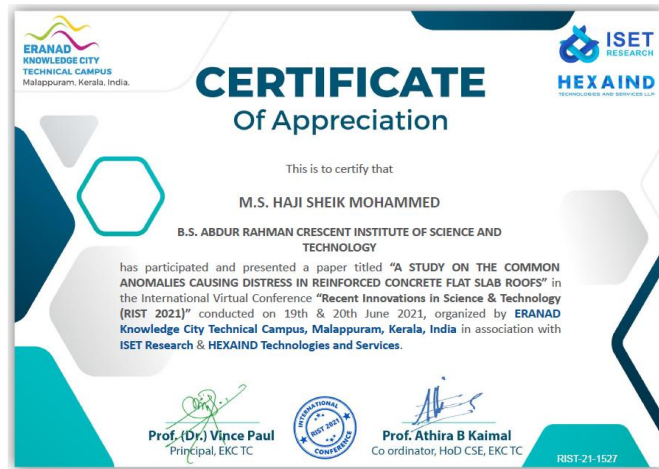 ERANAD
KNOWLEDGE CITY
TECHNICAL CAMPUS
Malappuram, Kerala, India.
ISET
RESEARCH
HEXAIND
TECHNOLOGIES AND SERVICES LLP
CERTIFICATE
Of Appreciation
This is to certify that
M.S. HAJI SHEIK MOHAMMED
B.S. ABDUR RAHMAN CRESCENT INSTITUTE OF SCIENCE AND
TECHNOLOGY
has participated and presented a paper titled “A STUDY ON THE COMMON
ANOMALIES CAUSING DISTRESS IN REINFORCED CONCRETE FLAT SLAB ROOFS” in
the International Virtual Conference “Recent Innovations in Science & Technology
(RIST 2021)” conducted on 19th & 20th June 2021, organized by ERANAD
Knowledge City Technical Campus, Malappuram, Kerala, India in association with
ISET Research & HEXAIND Technologies and Services.
Prof. (Dr.) Vince Paul
Principal, EKC TC
INTERNATIONAL
RIST 2021
CONFERENCE
Prof. Athira B Kaimal
Co ordinator, HoD CSE, EKC TC
RIST-21-1527